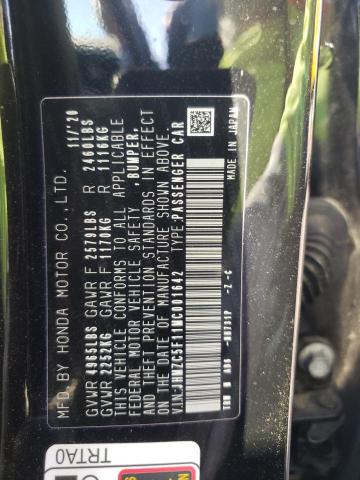 MFD.BY HONDA MOTOR CO.,LTD. 11/'20
GVWR 4965LBS GAWR F 2579LBS R 2460LBS
GVWR 2252KG GAWR F 1170KG R 1116KG
THIS VEHICLE CONFORMS TO ALL APPLICABLE
FEDERAL MOTOR VEHICLE SAFETY ,BUMPER,
AND THEFT PREVENTION STANDARDS IN EFFECT
ON THE DATE OF MANUFACTURE SHOWN ABOVE.
TYPE:PASSENGER CAR
MADE IN JAPAN
-Z -C
TRTA0